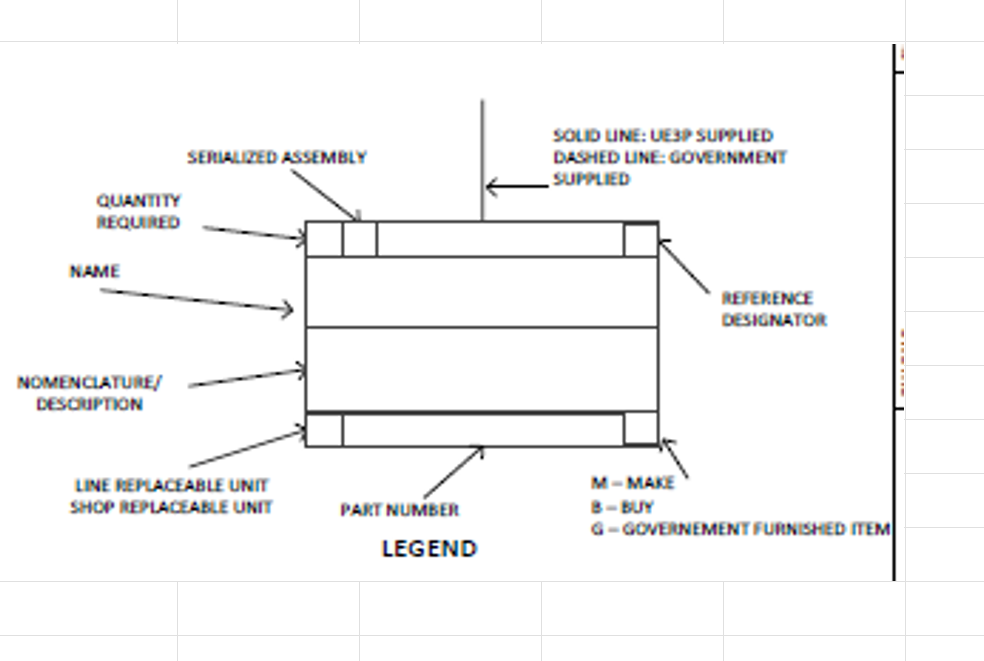 SERIALIZED ASSEMBLY
SOLID LINE: UE3P SUPPLIED
DASHED LINE: GOVERNMENT
SUPPLIED
QUANTITY
REQUIRED
NAME
REFERENCE
DESIGNATOR
NOMENCLATURE/
DESCRIPTION
LINE REPLACEABLE UNIT
SHOP REPLACEABLE UNIT
PART NUMBER
M – MAKE
B – BUY
G – GOVERNEMENT FURNISHED ITEM
LEGEND